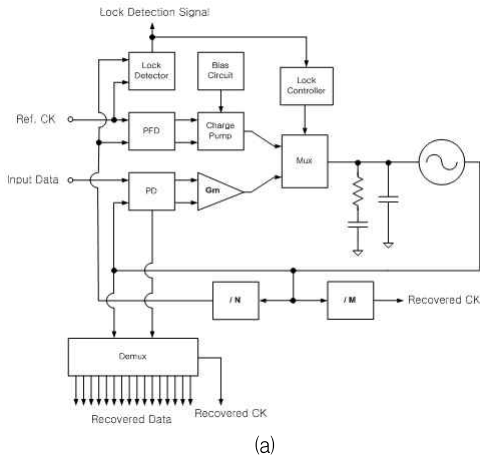 Lock Detection Signal
Lock
Detector
Bias
Circuit
Lock
Controller
Ref. CK
PFD
Charge
Pump
Mux
Input Data
PD
Gm
/ N
/ M
Recovered CK
Demux
Recovered Data
Recovered CK
(a)